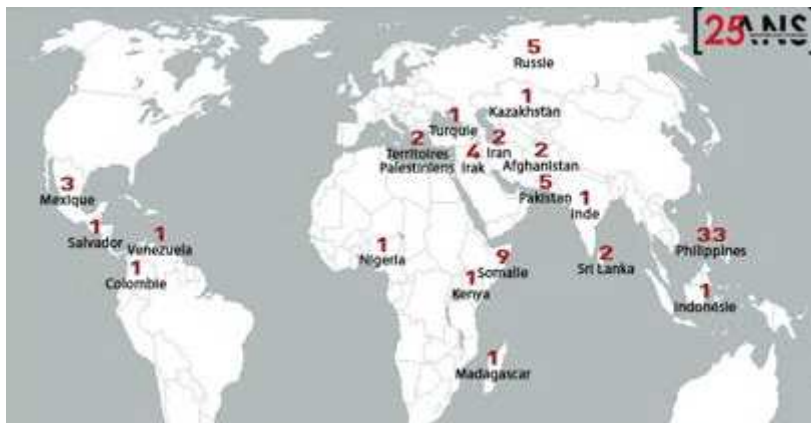 [25 ANS
5
Russie
1
Kazakhstan
1
Turquie
2
Territoires
Palestiniens
4
Irak
2
Iran
2
Afghanistan
5
Pakistan
1
Inde
3
Mexique
1
Salvador
1
Venezuela
1
Colombie
1
Nigeria
9
Somalie
1
Kenya
2
Sri Lanka
33
Philippines
1
Indonésie
1
Madagascar